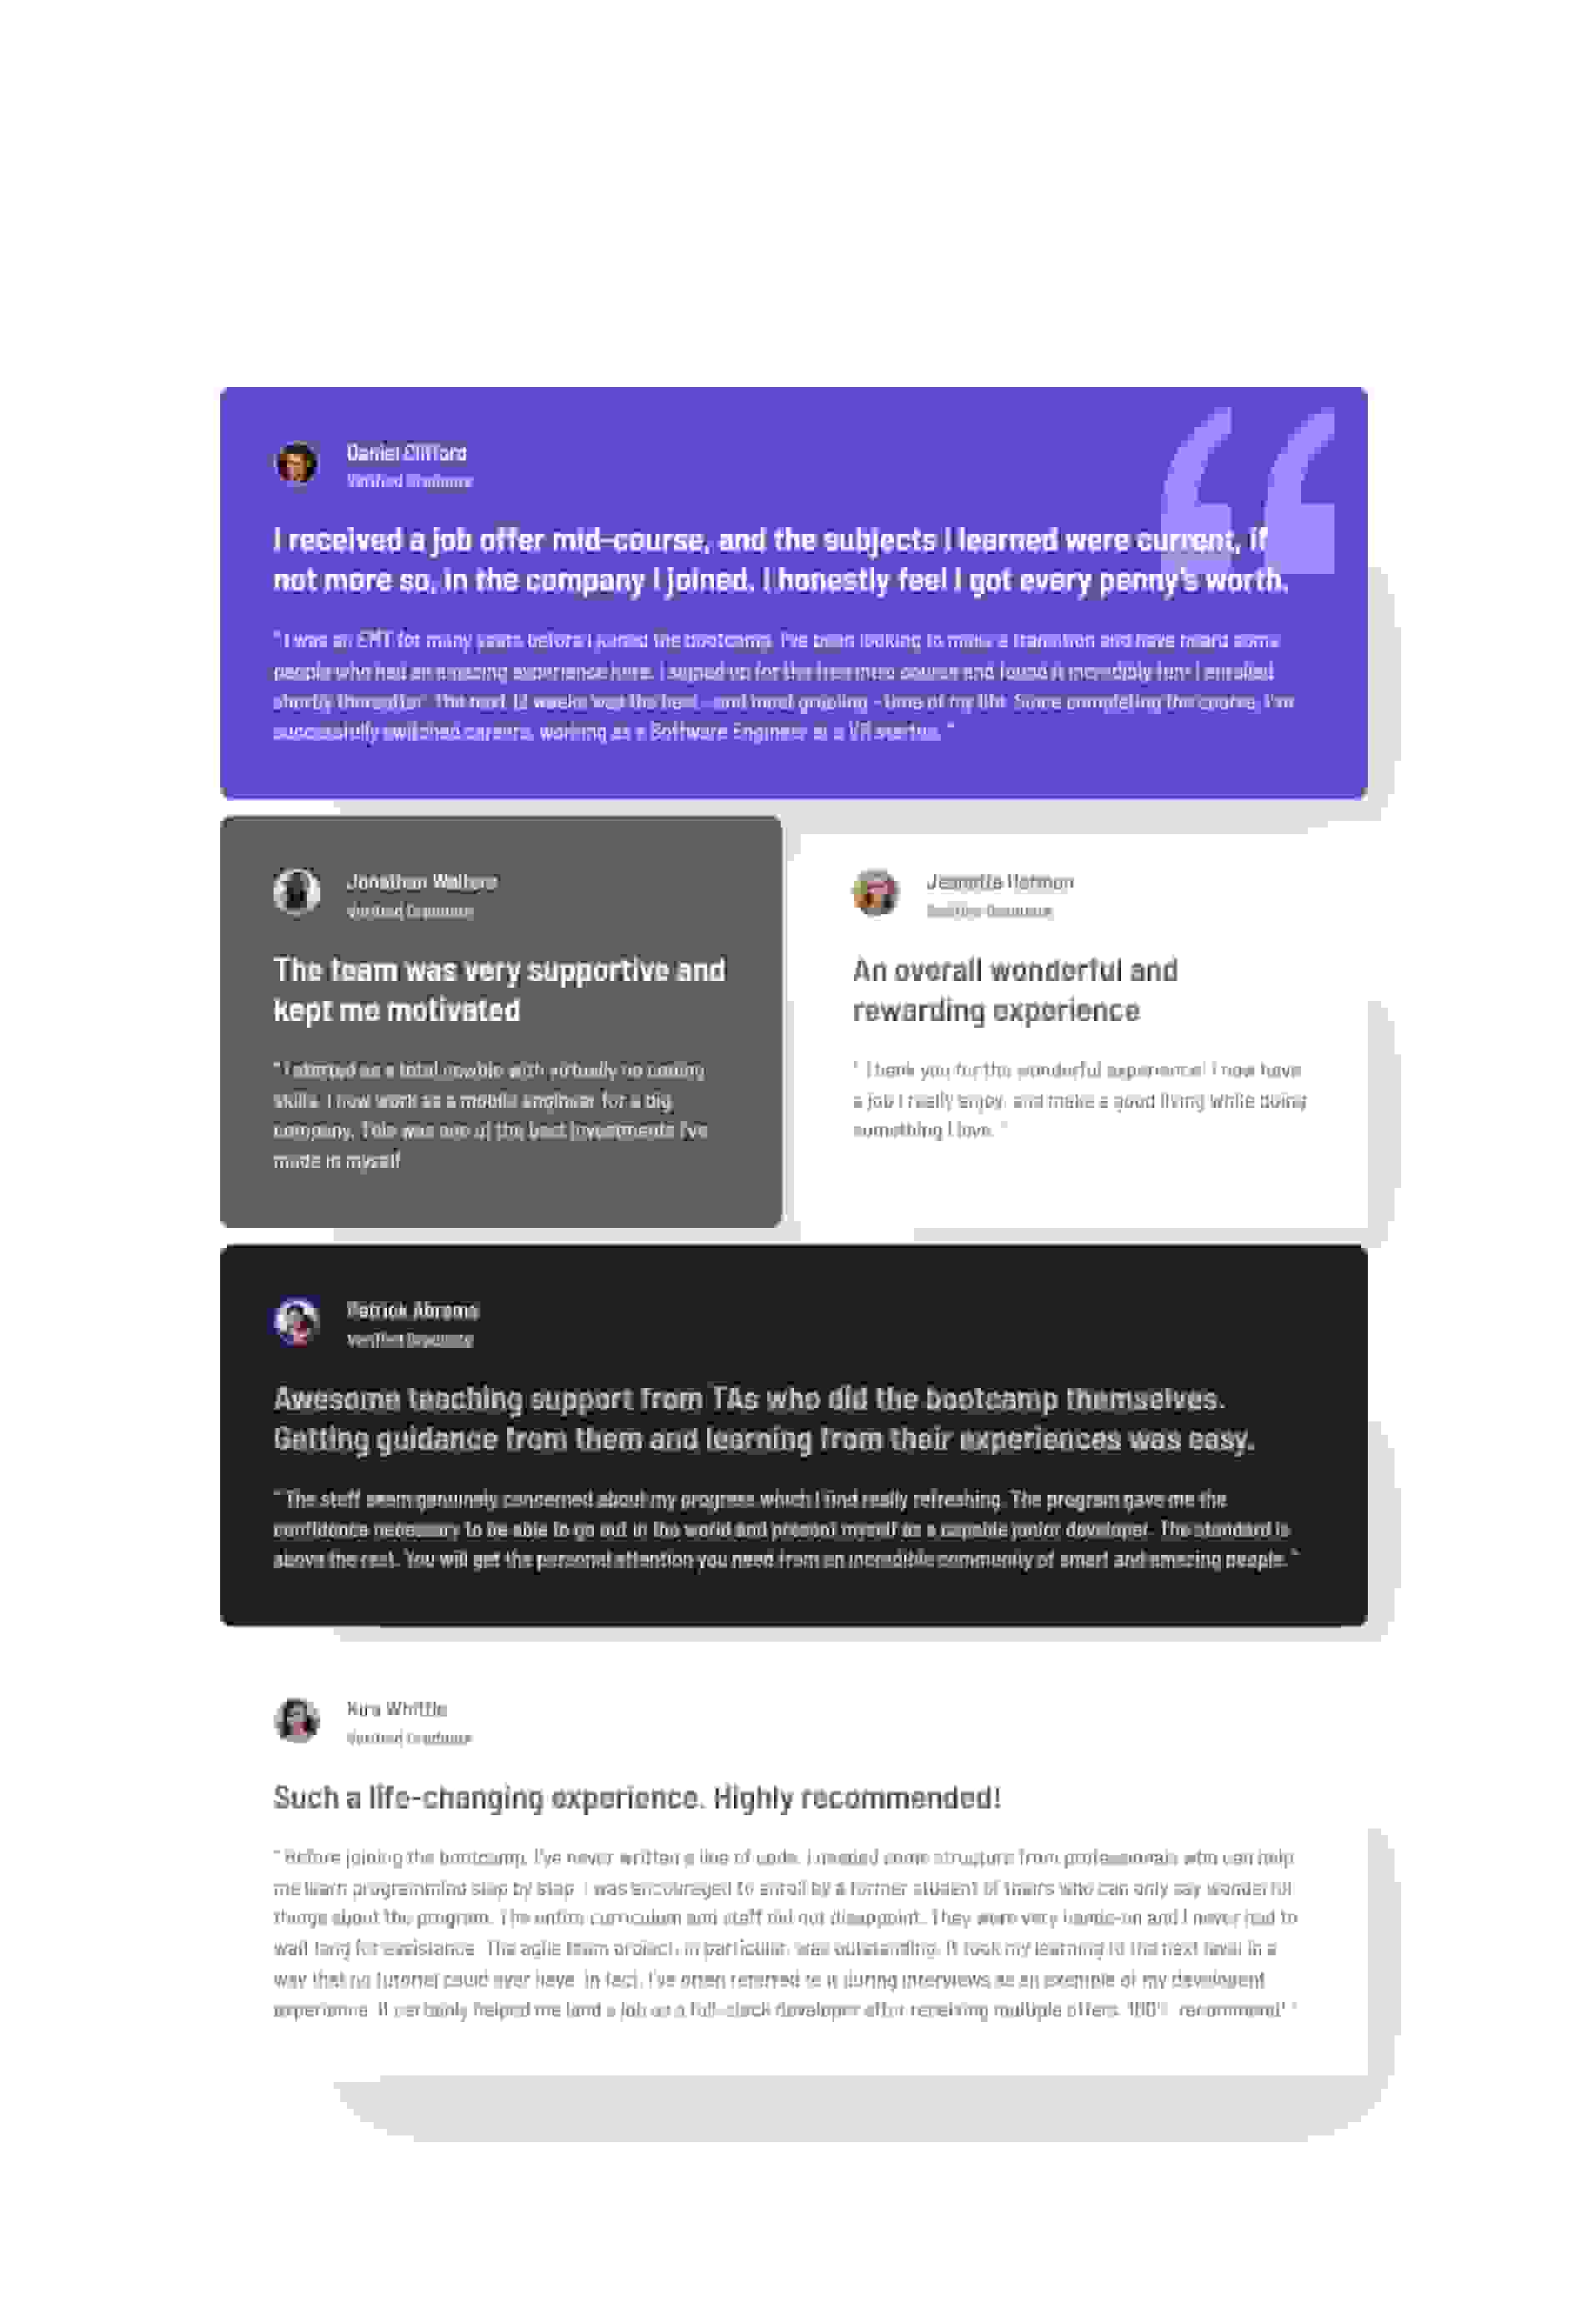 Daniel Clifford
Verified Graduate
I received a job offer mid-course, and the subjects I learned were current, if
not more so, in the company I joined. I honestly feel I got every penny's worth.
" I was an EMT for many years before I joined the bootcamp. I've been looking to make a transition and have heard some
people who had an amazing experience here. I signed up for the free intro course and found it incredibly fun! I enrolled
shortly thereafter. The next 12 weeks was the best - and most grueling - time of my life. Since completing the course, I've
successfully switched careers, working as a Software Engineer at a VR startup. "
Jonathan Walters
Verified Graduate
The team was very supportive and
kept me motivated
" I started as a total newbie with virtually no coding
skills. I now work as a mobile engineer for a big
company. This was one of the best investments I've
made in myself
Jeanette Harmon
Verified Graduate
An overall wonderful and
rewarding experience
" Thank you for the wonderful experience! I now have
a job I really enjoy, and make a good living while doing
something I love. "
Patrick Abrams
Verified Graduate
Awesome teaching support from TAs who did the bootcamp themselves.
Getting guidance from them and learning from their experiences was easy.
" The staff seem genuinely concerned about my progress which I find really refreshing. The program gave me the
confidence necessary to be able to go out in the world and present myself as a capable junior developer. The standard is
above the rest. You will get the personal attention you need from an incredible community of smart and amazing people. "
Kira Whittle
Verified Graduate
Such a life-changing experience. Highly recommended!
" Before joining the bootcamp, I've never written a line of code. I needed some structure from professionals who can help
me learn programming step by step. I was encouraged to enroll by a former student of theirs who can only say wonderful
things about the program. The entire curriculum and staff did not disappoint. They were very hands-on and I never had to
wait long for assistance. The agile team project, in particular, was outstanding. It took my learning to the next level in a
way that no tutorial could ever have. In fact, I've often referred to it during interviews as an example of my development
experience. It certainly helped me land a job as a full-stack developer after receiving multiple offers. 100% recommend! "